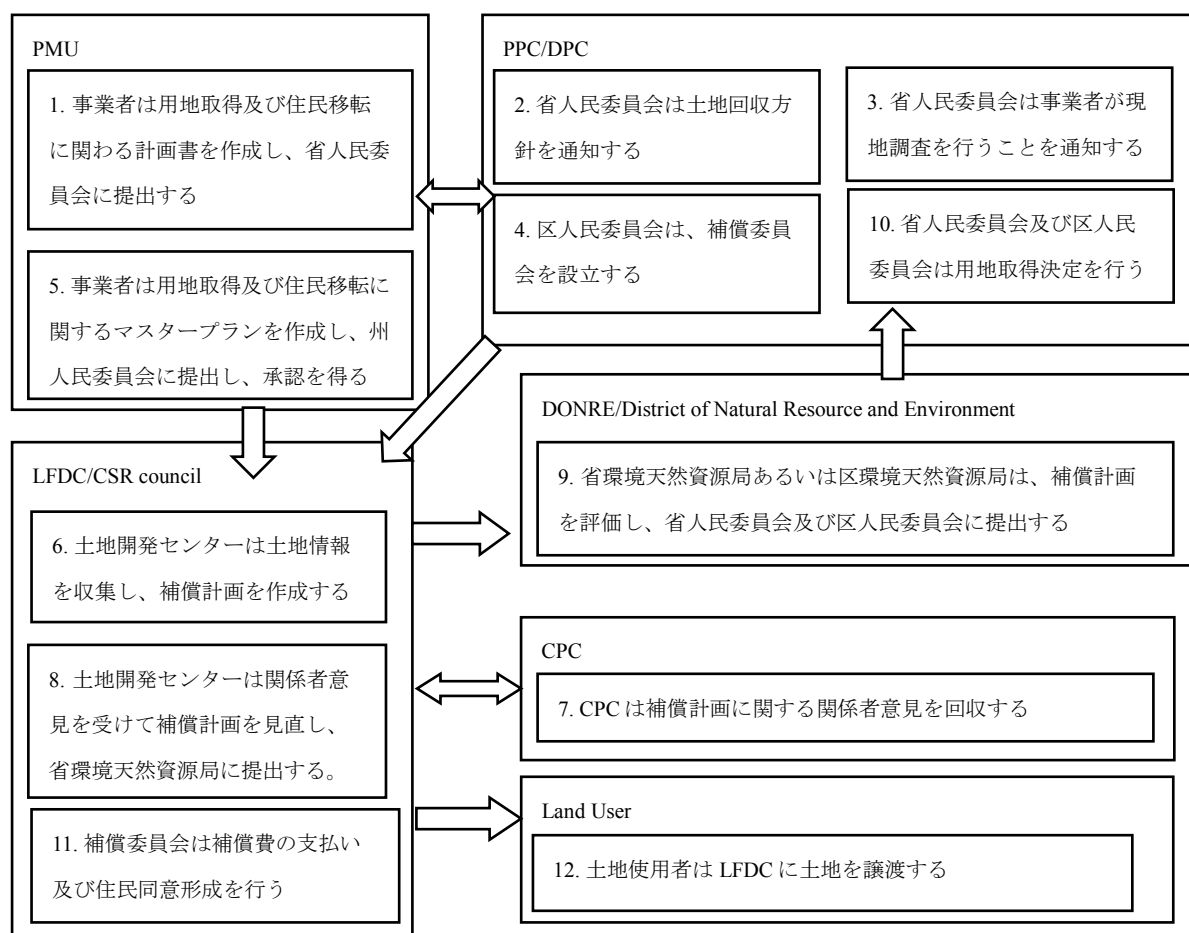 PMU
1. 事業者は用地取得及び住民移転
に関わる計画書を作成し、省人民委
員会に提出する
5. 事業者は用地取得及び住民移転に
関するマスタープランを作成し、州
人民委員会に提出し、承認を得る
PPC/DPC
2. 省人民委員会は土地回収方
針を通知する
3. 省人民委員会は事業者が現
地調査を行うことを通知する
4. 区人民委員会は、補償委員
会を設立する
10. 省人民委員会及び区人民
委員会は用地取得決定を行う
LFDC/CSR council
6. 土地開発センターは土地情報
を収集し、補償計画を作成する
8. 土地開発センターは関係者意
見を受けて補償計画を見直し、
省環境天然資源局に提出する。
11. 補償委員会は補償費の支払い
及び住民同意形成を行う
DONRE/District of Natural Resource and Environment
9. 省環境天然資源局あるいは区環境天然資源局は、補償計画
を評価し、省人民委員会及び区人民委員会に提出する
CPC
7. CPC は補償計画に関する関係者意見を回収する
Land User
12. 土地使用者は LFDC に土地を譲渡する